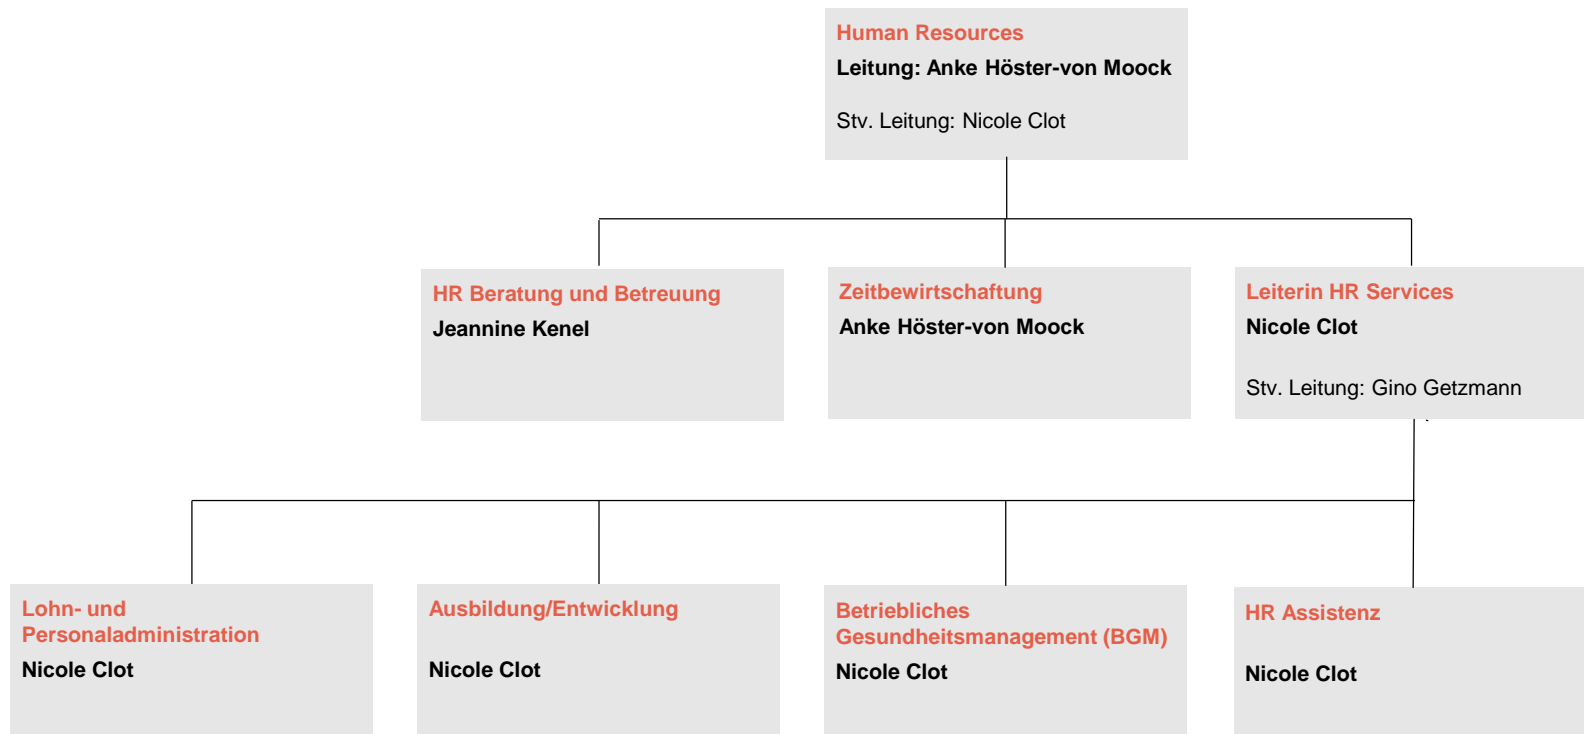 Human Resources
Leitung: Anke Höster-von Moock
Stv. Leitung: Nicole Clot
HR Beratung und Betreuung
Jeannine Kenel
Zeitbewirtschaftung
Anke Höster-von Moock
Leiterin HR Services
Nicole Clot
Stv. Leitung: Gino Getzmann
Lohn- und
Personaladministration
Nicole Clot
Ausbildung/Entwicklung
Nicole Clot
Betriebliches
Gesundheitsmanagement (BGM)
Nicole Clot
HR Assistenz
Nicole Clot